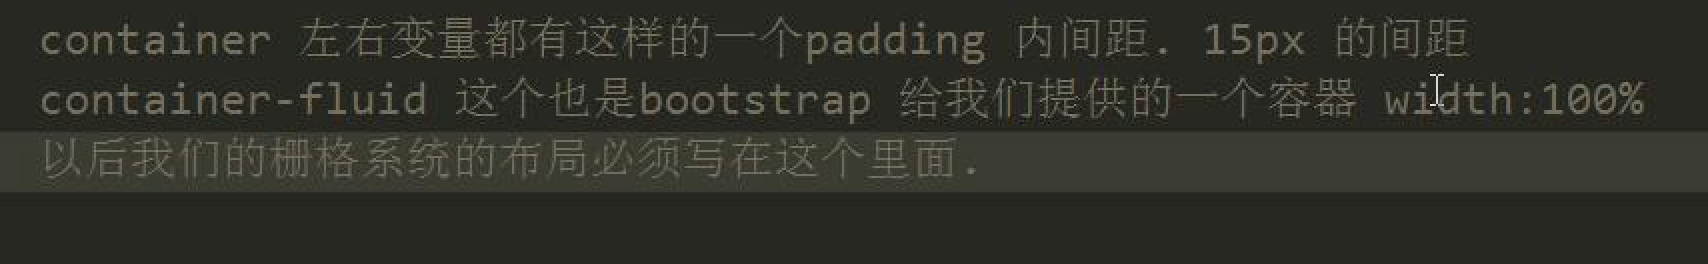 container 左右变量都有这样的一个padding 内间距. 15px 的间距
container-fluid 这个也是bootstrap 给我们提供的一个容器 width:100%
以后我们的栅格系统的布局必须写在这个里面.